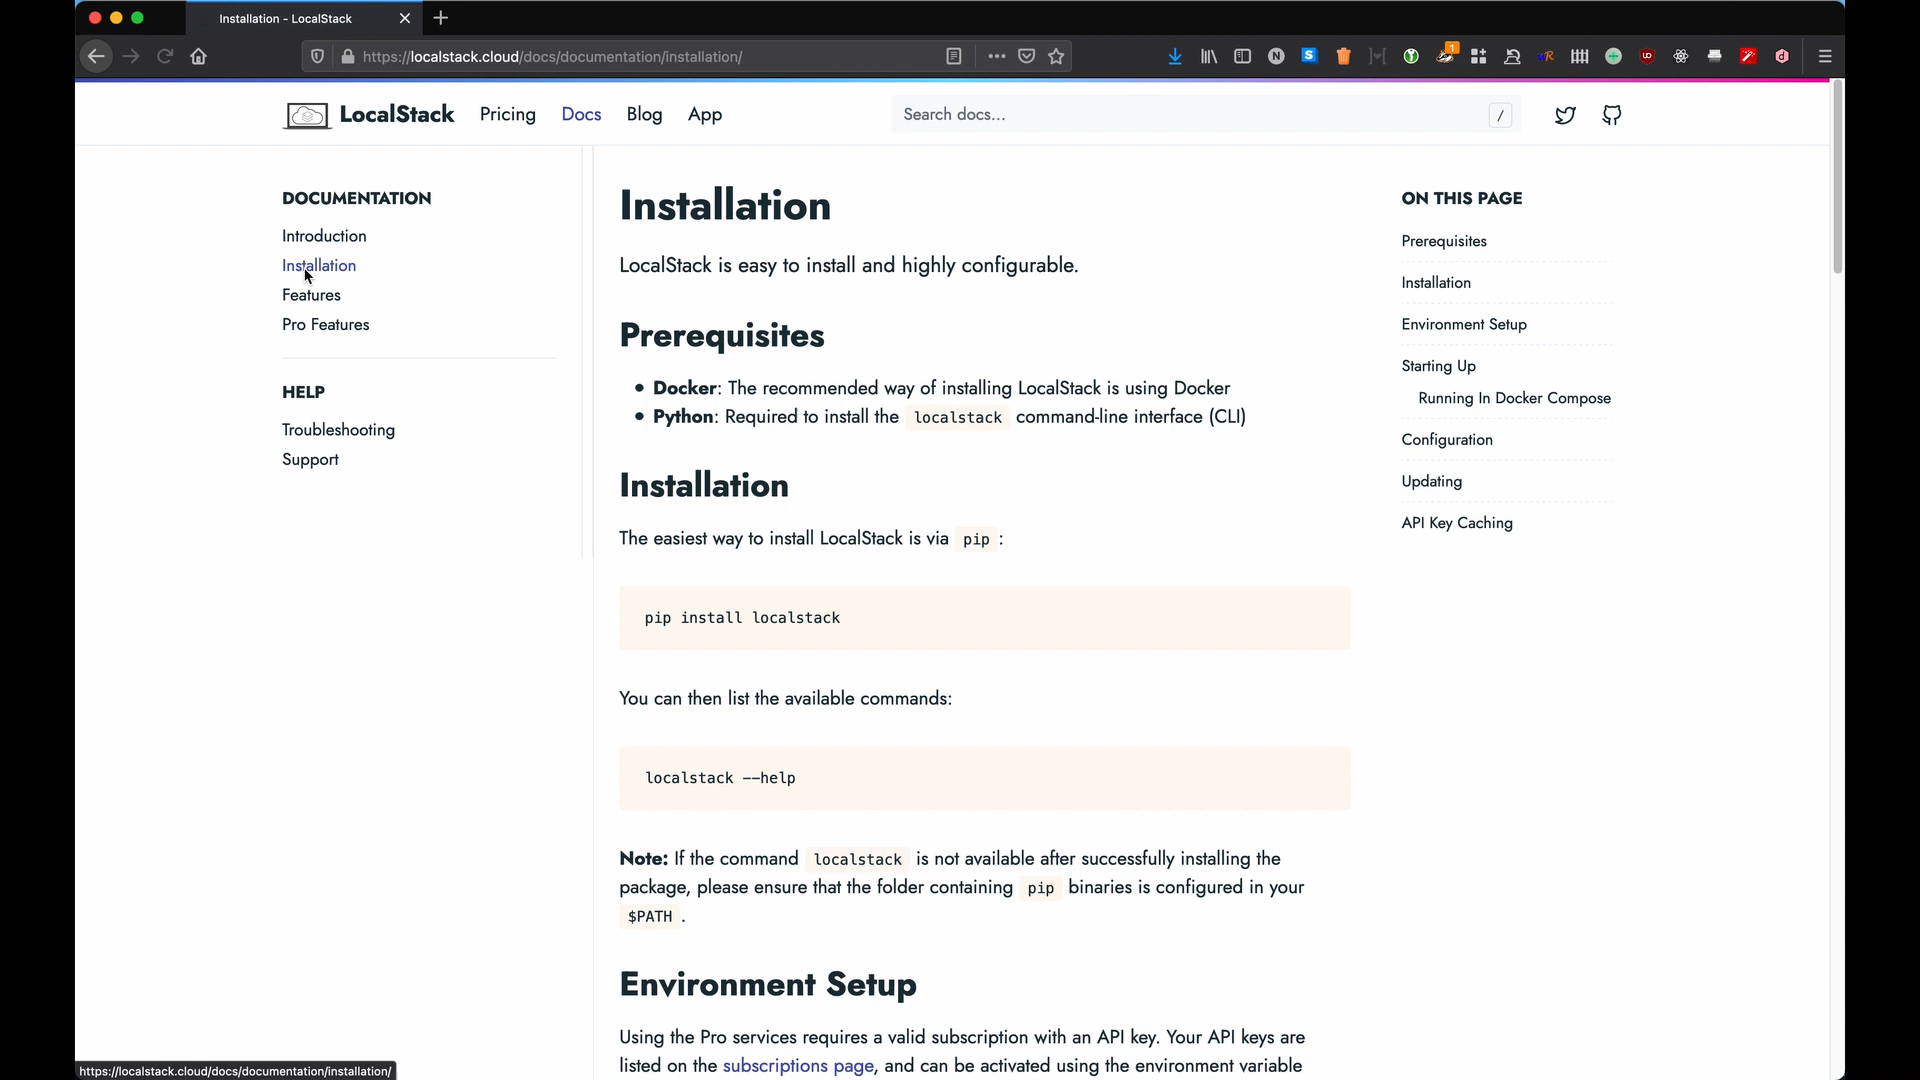 Installation - LocalStack
https://localstack.cloud/docs/documentation/installation/
1
LocalStack
Pricing
Docs
Blog
App
Search docs...
/
DOCUMENTATION
Introduction
Installation
Features
Pro Features
HELP
Troubleshooting
Support
Installation
LocalStack is easy to install and highly configurable.
Prerequisites
Docker: The recommended way of installing LocalStack is using Docker
Python: Required to install the localstack command-line interface (CLI)
Installation
The easiest way to install LocalStack is via pip :
pip install localstack
You can then list the available commands:
localstack --help
Note: If the command localstack is not available after successfully installing the
package, please ensure that the folder containing pip binaries is configured in your
$PATH .
Environment Setup
Using the Pro services requires a valid subscription with an API key. Your API keys are
listed on the subscriptions page, and can be activated using the environment variable
ON THIS PAGE
Prerequisites
Installation
Environment Setup
Starting Up
Running In Docker Compose
Configuration
Updating
API Key Caching
https://localstack.cloud/docs/documentation/installation/